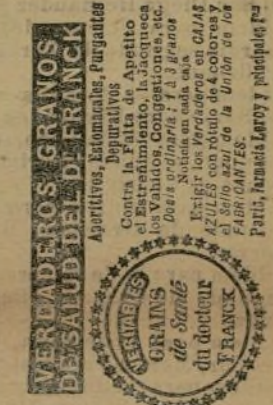 VERDADEROS GRANOS
DE SALUD DEL Dr FRANCK
VERITABLES
GRAINS
de Santé
du docteur
FRANCK
Aperitivos, Estomacales, Purgantes
Depurativos
Contra la Falta de Apetito
el Estreñimiento, la Jacqueca
los Vahidos, Congestiones, etc.
Dosis ordinaria: 1 á 3 granos
Noticia en cada caja
Exigir los Verdaderos en CAJAS
AZULES con rótulo de 4 colores y
el Sello azul de la Unión de los
FABRICANTES.
Paris, farmacia Leroy y principales